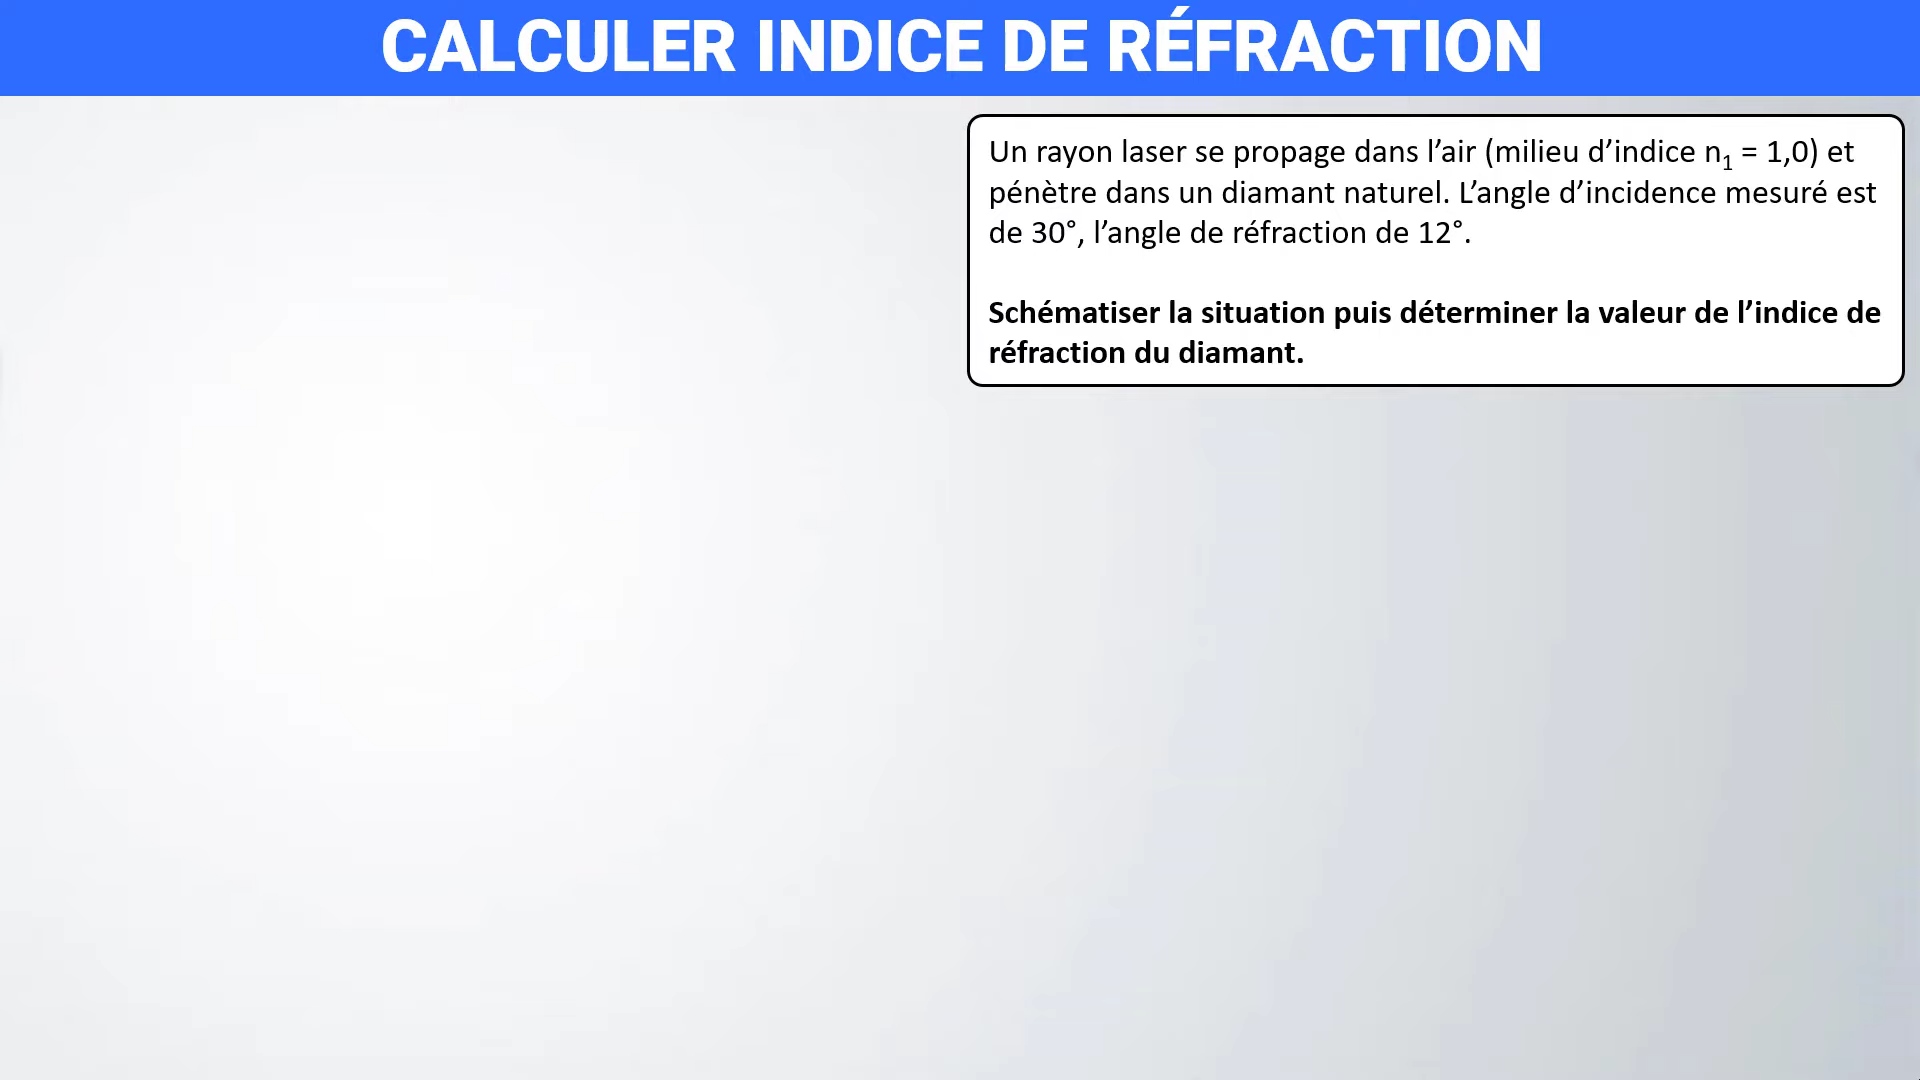 CALCULER INDICE DE RÉFRACTION
Un rayon laser se propage dans l’air (milieu d’indice n₁ = 1,0) et
pénètre dans un diamant naturel. L’angle d’incidence mesuré est
de 30°, l’angle de réfraction de 12°.
Schématiser la situation puis déterminer la valeur de l’indice de
réfraction du diamant.